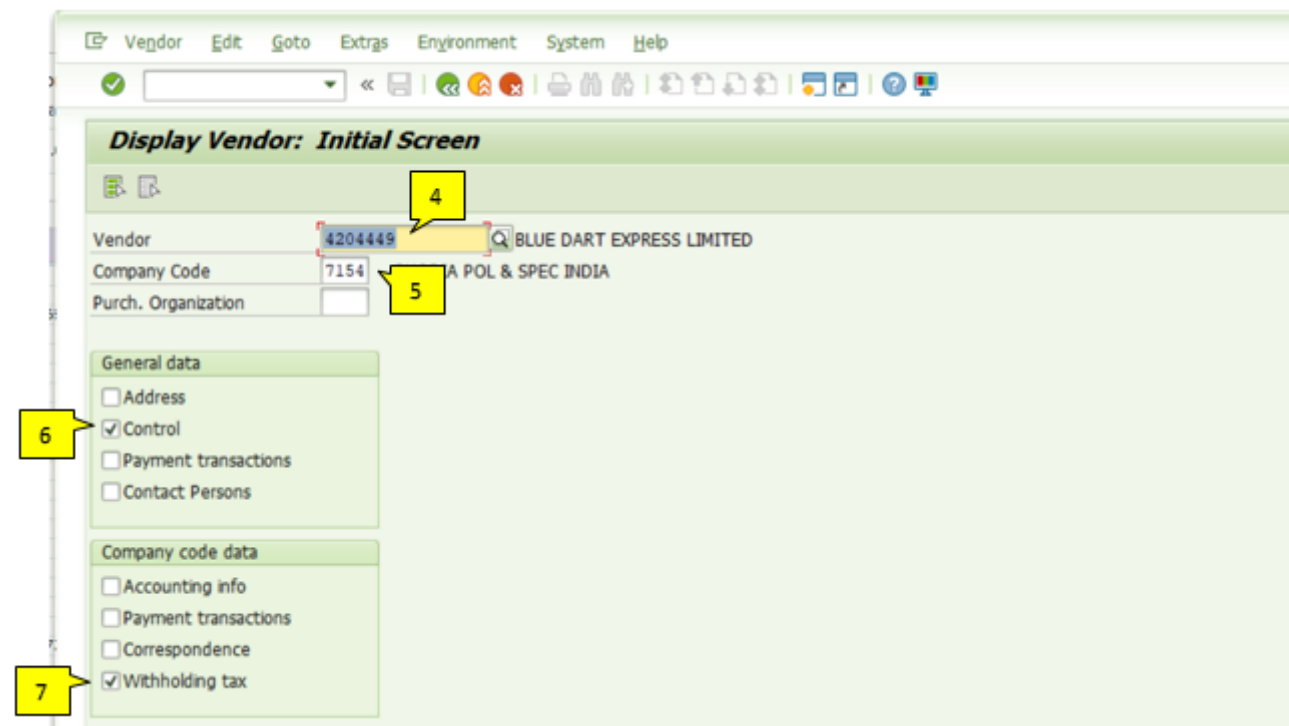 Vendor Edit Goto Extras Environment System Help
Display Vendor: Initial Screen
4
Vendor 4204449 BLUE DART EXPRESS LIMITED
Company Code 7154 POL & SPEC INDIA
5
Purch. Organization
General data
Address
6
Control
Payment transactions
Contact Persons
Company code data
Accounting info
Payment transactions
Correspondence
7
Withholding tax